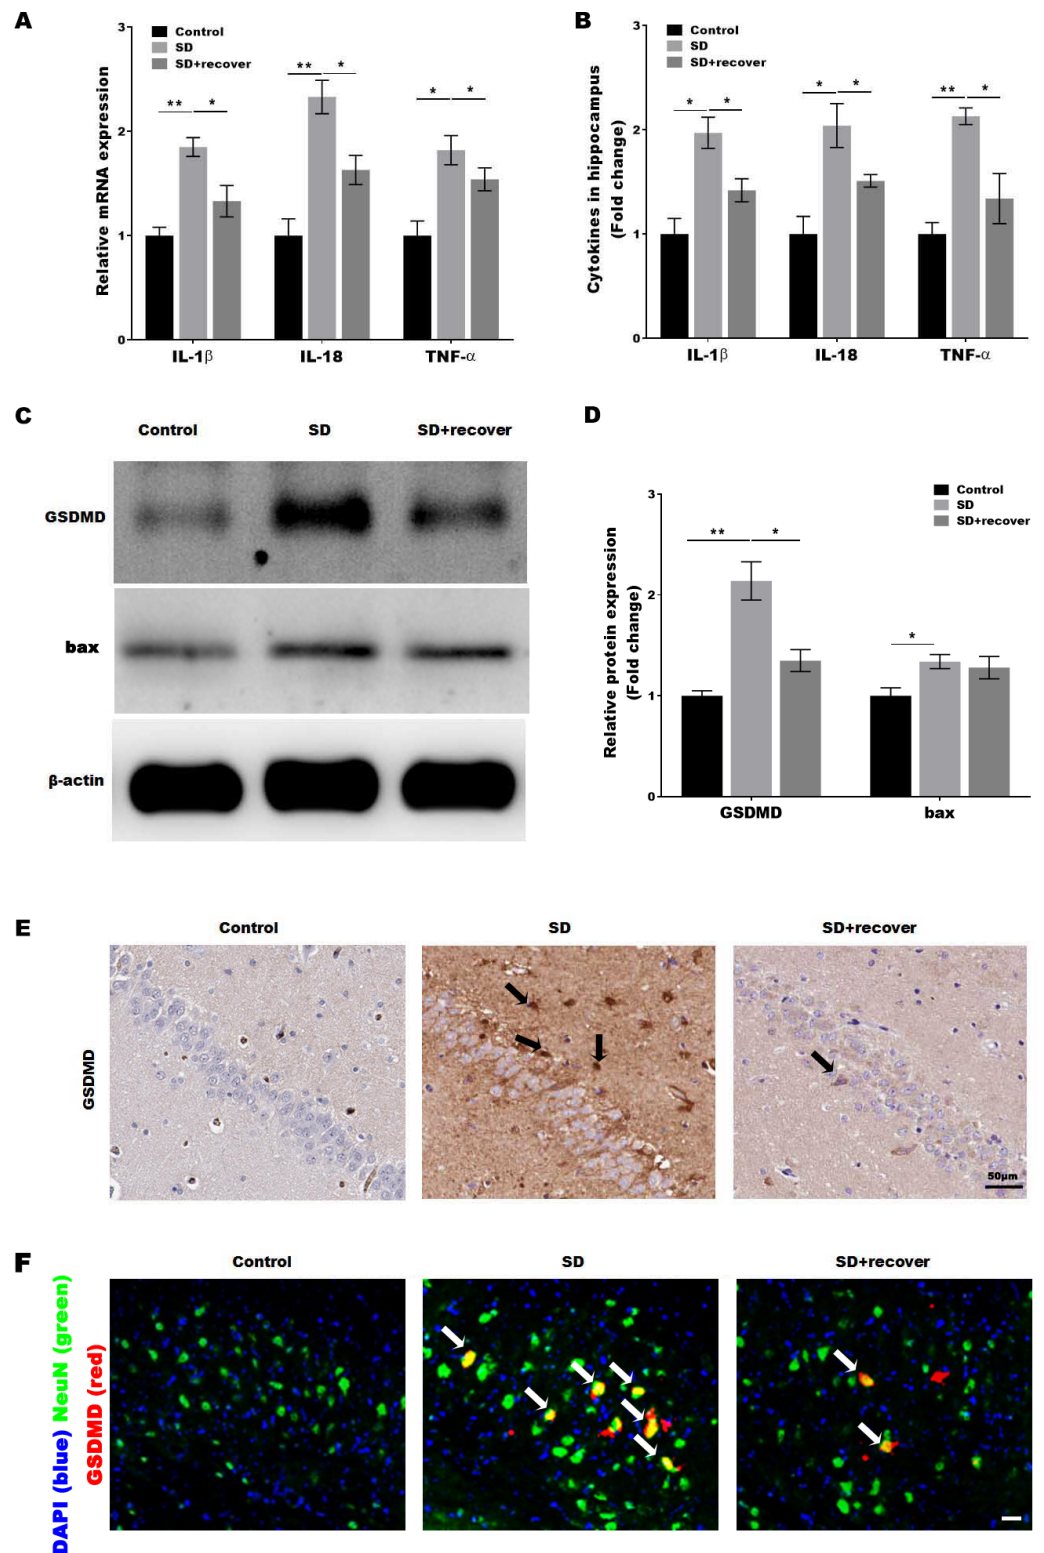 A
Control
SD
SD+recover
** * ** * * *
Relative mRNA expression
3
2
1
0
IL-1β IL-18 TNF-α
B
Control
SD
SD+recover
* * * * ** *
Cytokines in hippocampus
(Fold change)
3
2
1
0
IL-1β IL-18 TNF-α
C
Control SD SD+recover
GSDMD
bax
β-actin
D
Control
SD
SD+recover
** * *
Relative protein expression
(Fold change)
3
2
1
0
GSDMD bax
E
Control SD SD+recover
GSDMD
50μm
F
Control SD SD+recover
DAPI (blue) NeuN (green)
GSDMD (red)